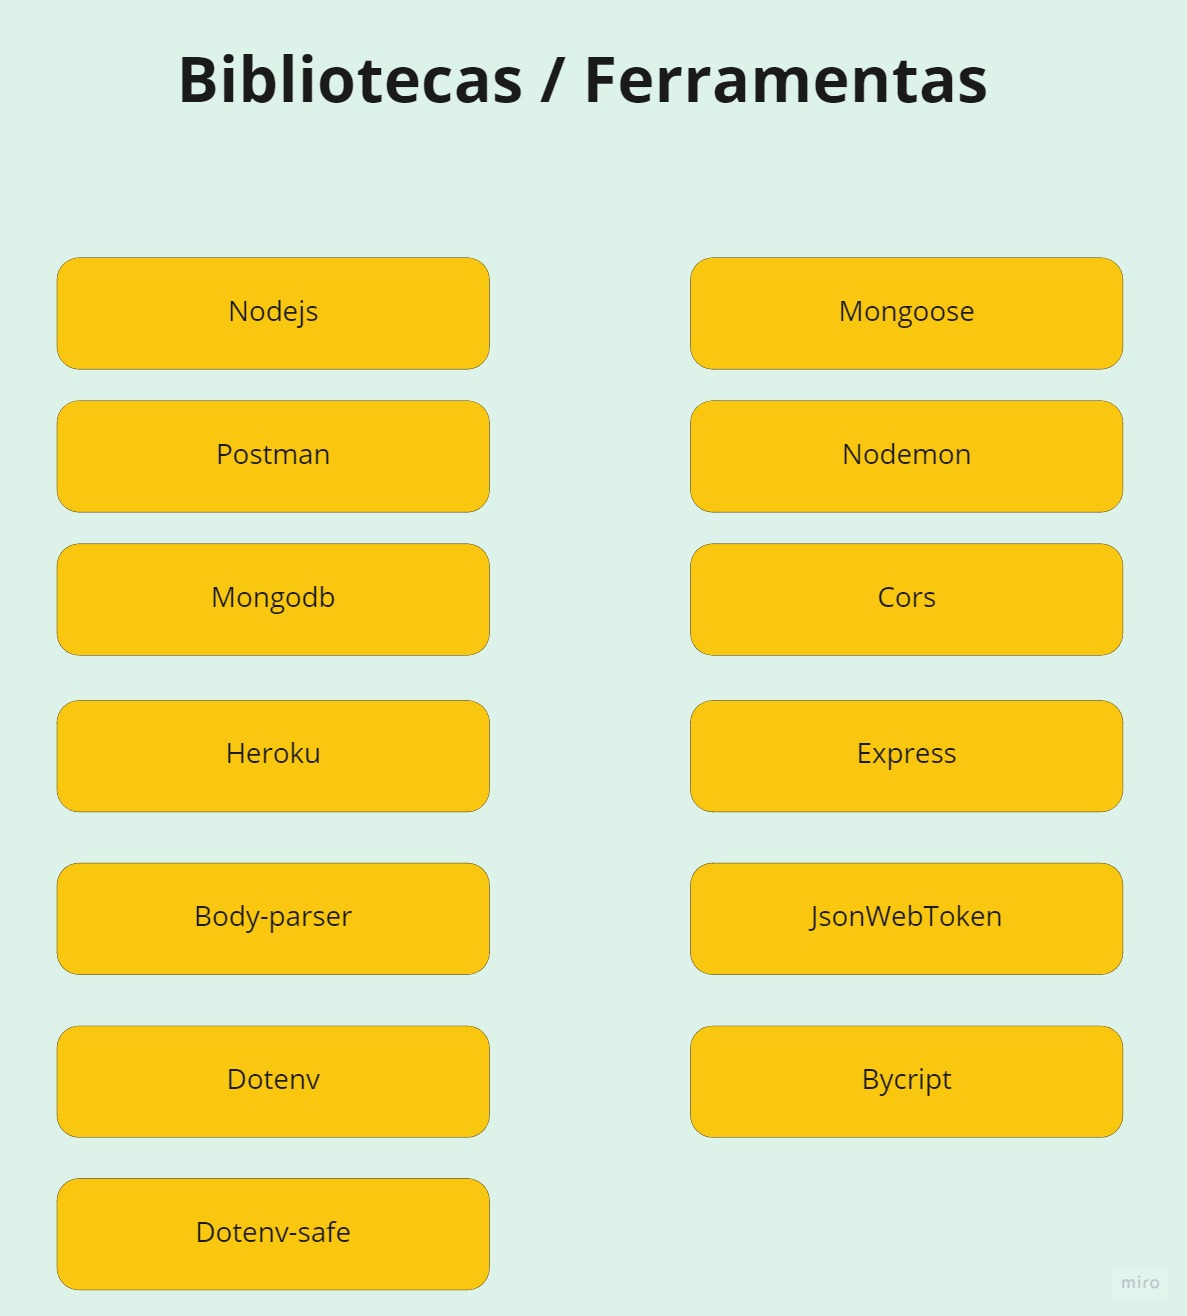 Bibliotecas / Ferramentas
Nodejs
Mongoose
Postman
Nodemon
Mongodb
Cors
Heroku
Express
Body-parser
JsonWebToken
Dotenv
Bycript
Dotenv-safe
miro